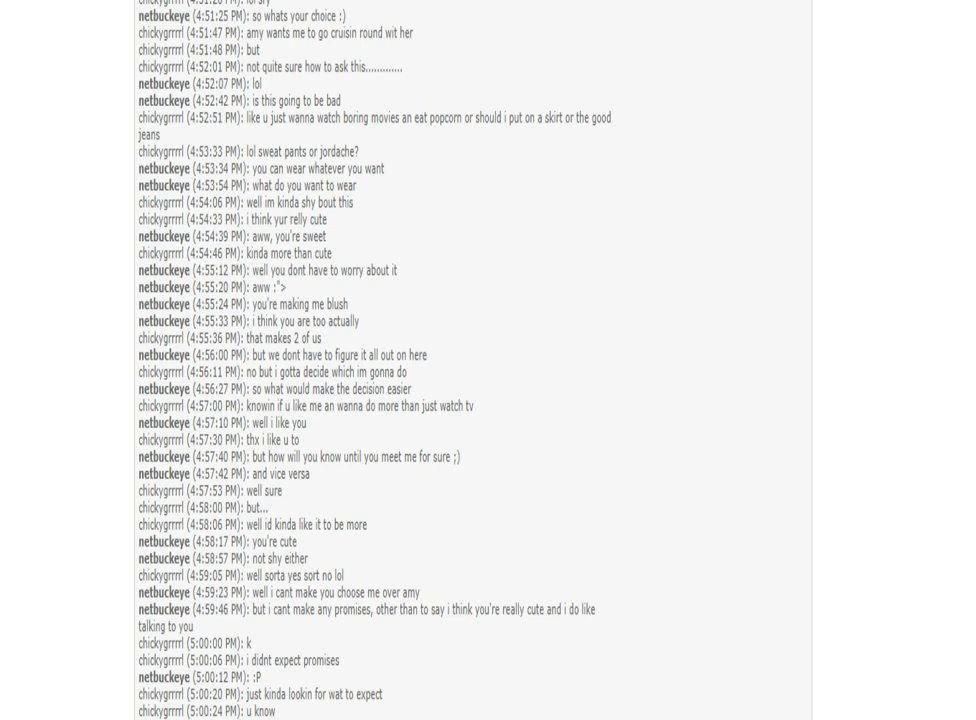 netbuckeye (4:51:25 PM): so whats your choice :)
chickygrrrrl (4:51:47 PM): amy wants me to go cruisin round wit her
chickygrrrrl (4:51:48 PM): but
chickygrrrrl (4:52:01 PM): not quite sure how to ask this.............
netbuckeye (4:52:07 PM): lol
netbuckeye (4:52:42 PM): is this going to be bad
chickygrrrrl (4:52:51 PM): like u just wanna watch boring movies an eat popcorn or should i put on a skirt or the good
jeans
chickygrrrrl (4:53:33 PM): lol sweat pants or jordache?
netbuckeye (4:53:34 PM): you can wear whatever you want
netbuckeye (4:53:54 PM): what do you want to wear
chickygrrrrl (4:54:06 PM): well im kinda shy bout this
chickygrrrrl (4:54:33 PM): i think yur relly cute
netbuckeye (4:54:39 PM): aww, you're sweet
chickygrrrrl (4:54:46 PM): kinda more than cute
netbuckeye (4:55:12 PM): well you dont have to worry about it
netbuckeye (4:55:20 PM): aww :">
netbuckeye (4:55:24 PM): you're making me blush
netbuckeye (4:55:33 PM): i think you are too actually
chickygrrrrl (4:55:36 PM): that makes 2 of us
netbuckeye (4:56:00 PM): but we dont have to figure it all out on here
chickygrrrrl (4:56:11 PM): no but i gotta decide which im gonna do
netbuckeye (4:56:27 PM): so what would make the decision easier
chickygrrrrl (4:57:00 PM): knowin if u like me an wanna do more than just watch tv
netbuckeye (4:57:10 PM): well i like you
chickygrrrrl (4:57:30 PM): thx i like u to
netbuckeye (4:57:40 PM): but how will you know until you meet me for sure ;)
netbuckeye (4:57:42 PM): and vice versa
chickygrrrrl (4:57:53 PM): well sure
chickygrrrrl (4:58:00 PM): but...
chickygrrrrl (4:58:06 PM): well id kinda like it to be more
netbuckeye (4:58:17 PM): you're cute
netbuckeye (4:58:57 PM): not shy either
chickygrrrrl (4:59:05 PM): well sorta yes sort no lol
netbuckeye (4:59:23 PM): well i cant make you choose me over amy
netbuckeye (4:59:46 PM): but i cant make any promises, other than to say i think you're really cute and i do like
talking to you
chickygrrrrl (5:00:00 PM): k
chickygrrrrl (5:00:06 PM): i didnt expect promises
netbuckeye (5:00:12 PM): :P
chickygrrrrl (5:00:20 PM): just kinda lookin for wat to expect
chickygrrrrl (5:00:24 PM): u know